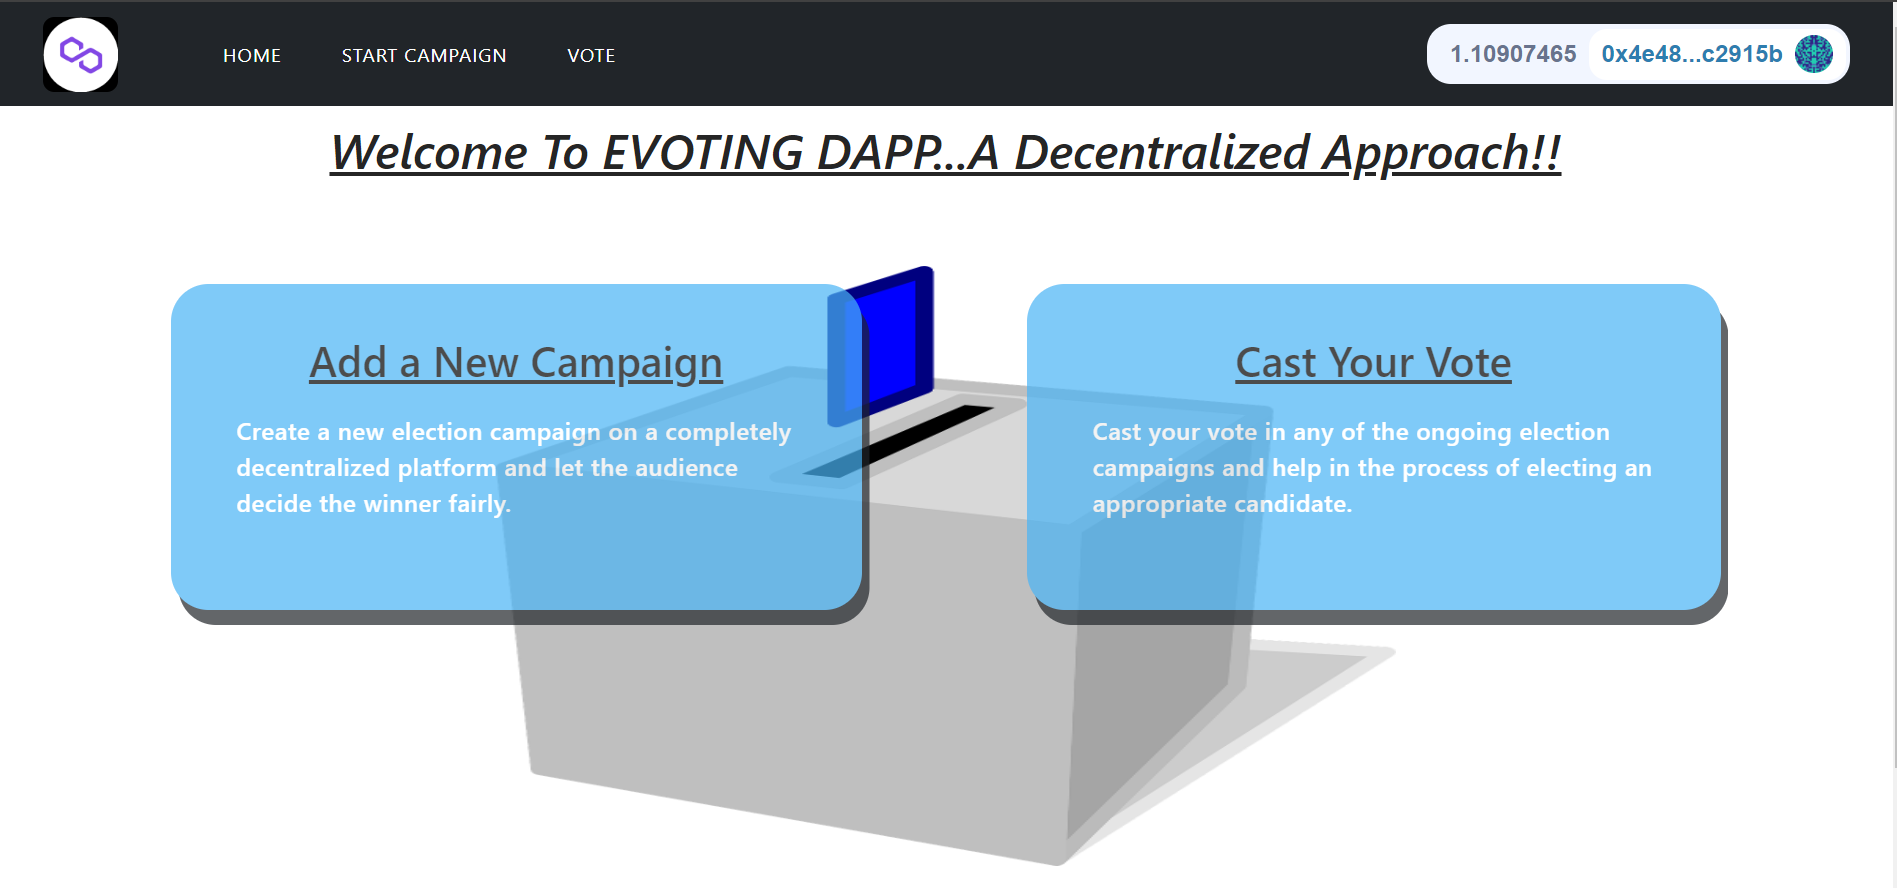 HOME START CAMPAIGN VOTE 1.10907465 0x4e48...c2915b
Welcome To EVOTING DAPP...A Decentralized Approach!!
Add a New Campaign
Create a new election campaign on a completely
decentralized platform and let the audience
decide the winner fairly.
Cast Your Vote
Cast your vote in any of the ongoing election
campaigns and help in the process of electing an
appropriate candidate.